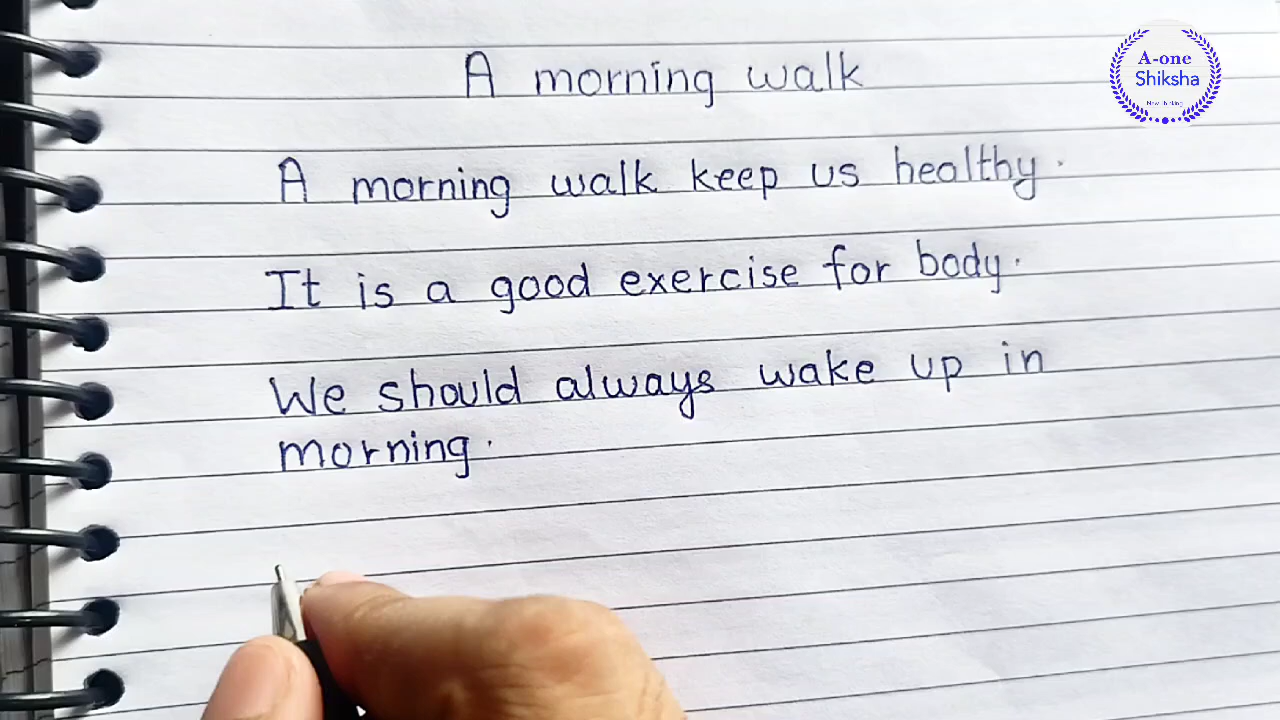 A morning walk
A-one
Shiksha
A morning walk keep us healthy.
It is a good exercise for body.
We should always wake up in
morning.